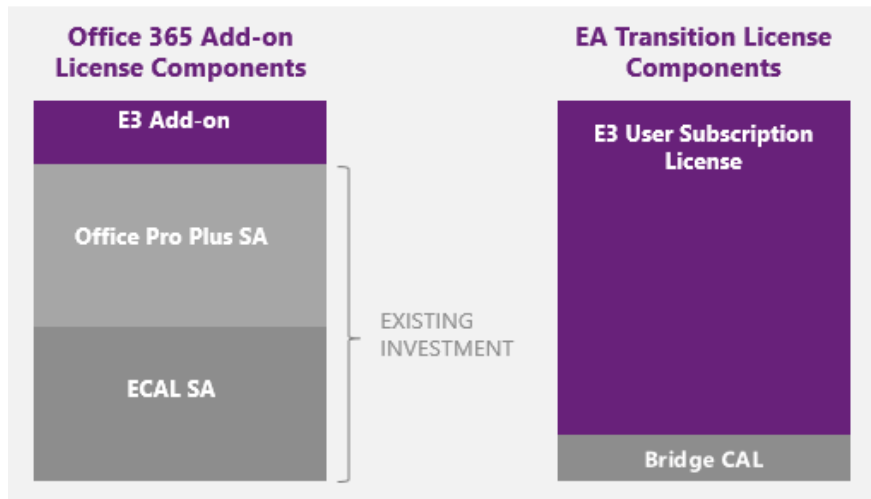 Office 365 Add-on
License Components
E3 Add-on
Office Pro Plus SA
ECAL SA
EXISTING
INVESTMENT
EA Transition License
Components
E3 User Subscription
License
Bridge CAL